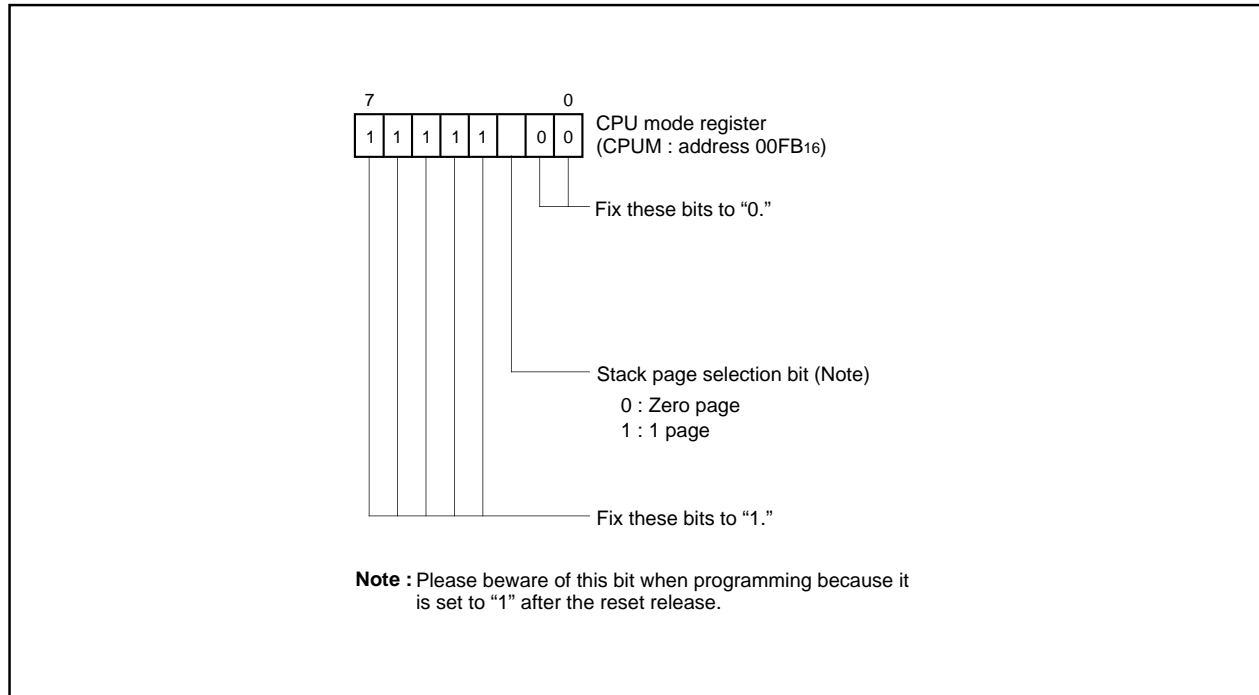 7 0
1 1 1 1 1 0 0
CPU mode register
(CPUM : address 00FB16)
Fix these bits to “0.”
Stack page selection bit (Note)
0 : Zero page
1 : 1 page
Fix these bits to “1.”
Note : Please beware of this bit when programming because it
is set to “1” after the reset release.